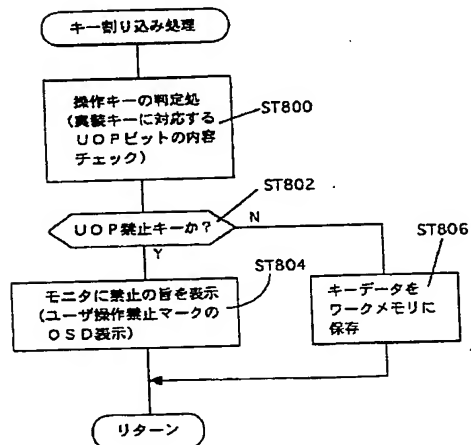 キー割り込み処理
操作キーの判定処
(実装キーに対応する
UOPビットの内容
チェック)
ST800
ST802
UOP禁止キーか?
N
Y
ST804
ST806
モニタに禁止の旨を表示
(ユーザ操作禁止マークの
OSD表示)
キーデータを
ワークメモリに
保存
リターン